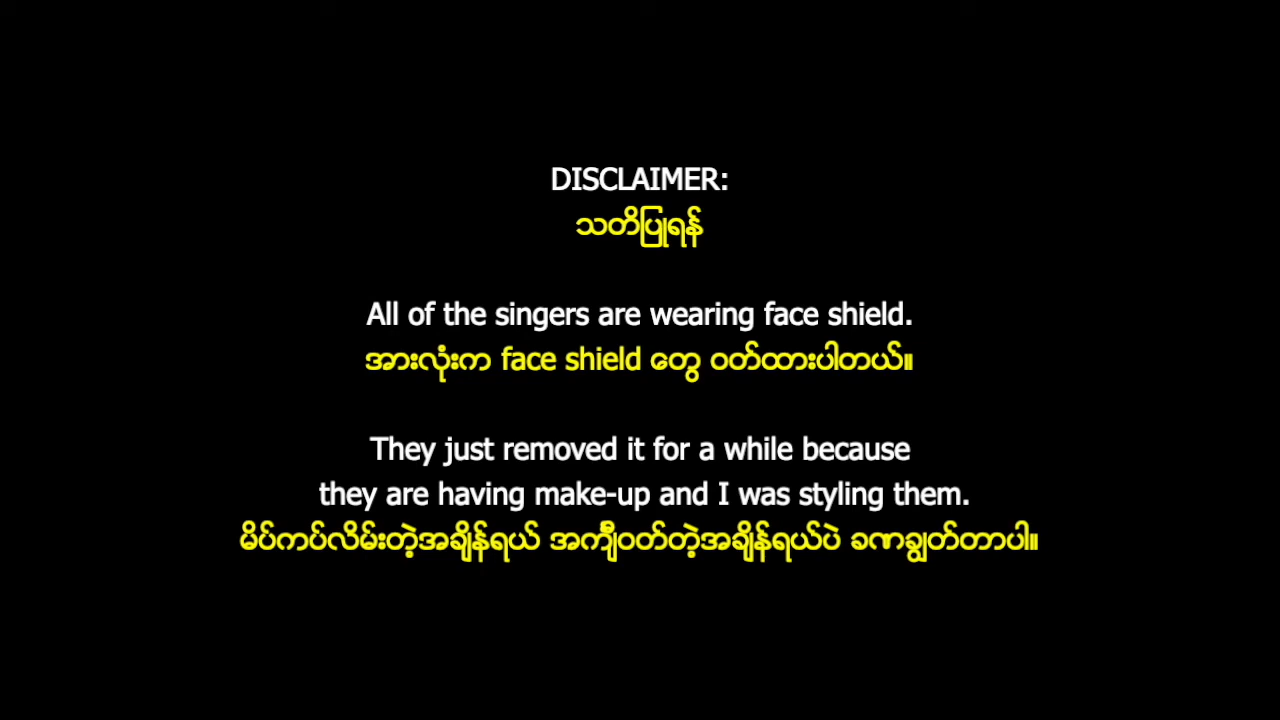 DISCLAIMER:
သတိပြုရန်
All of the singers are wearing face shield.
အားလုံးက face shield တွေ ဝတ်ထားပါတယ်။
They just removed it for a while because
they are having make-up and I was styling them.
မိပ်ကပ်လိမ်းတဲ့အချိန်ရယ် အကျီဝတ်တဲ့အချိန်ရယ်ပဲ ခဏချွတ်တာပါ။